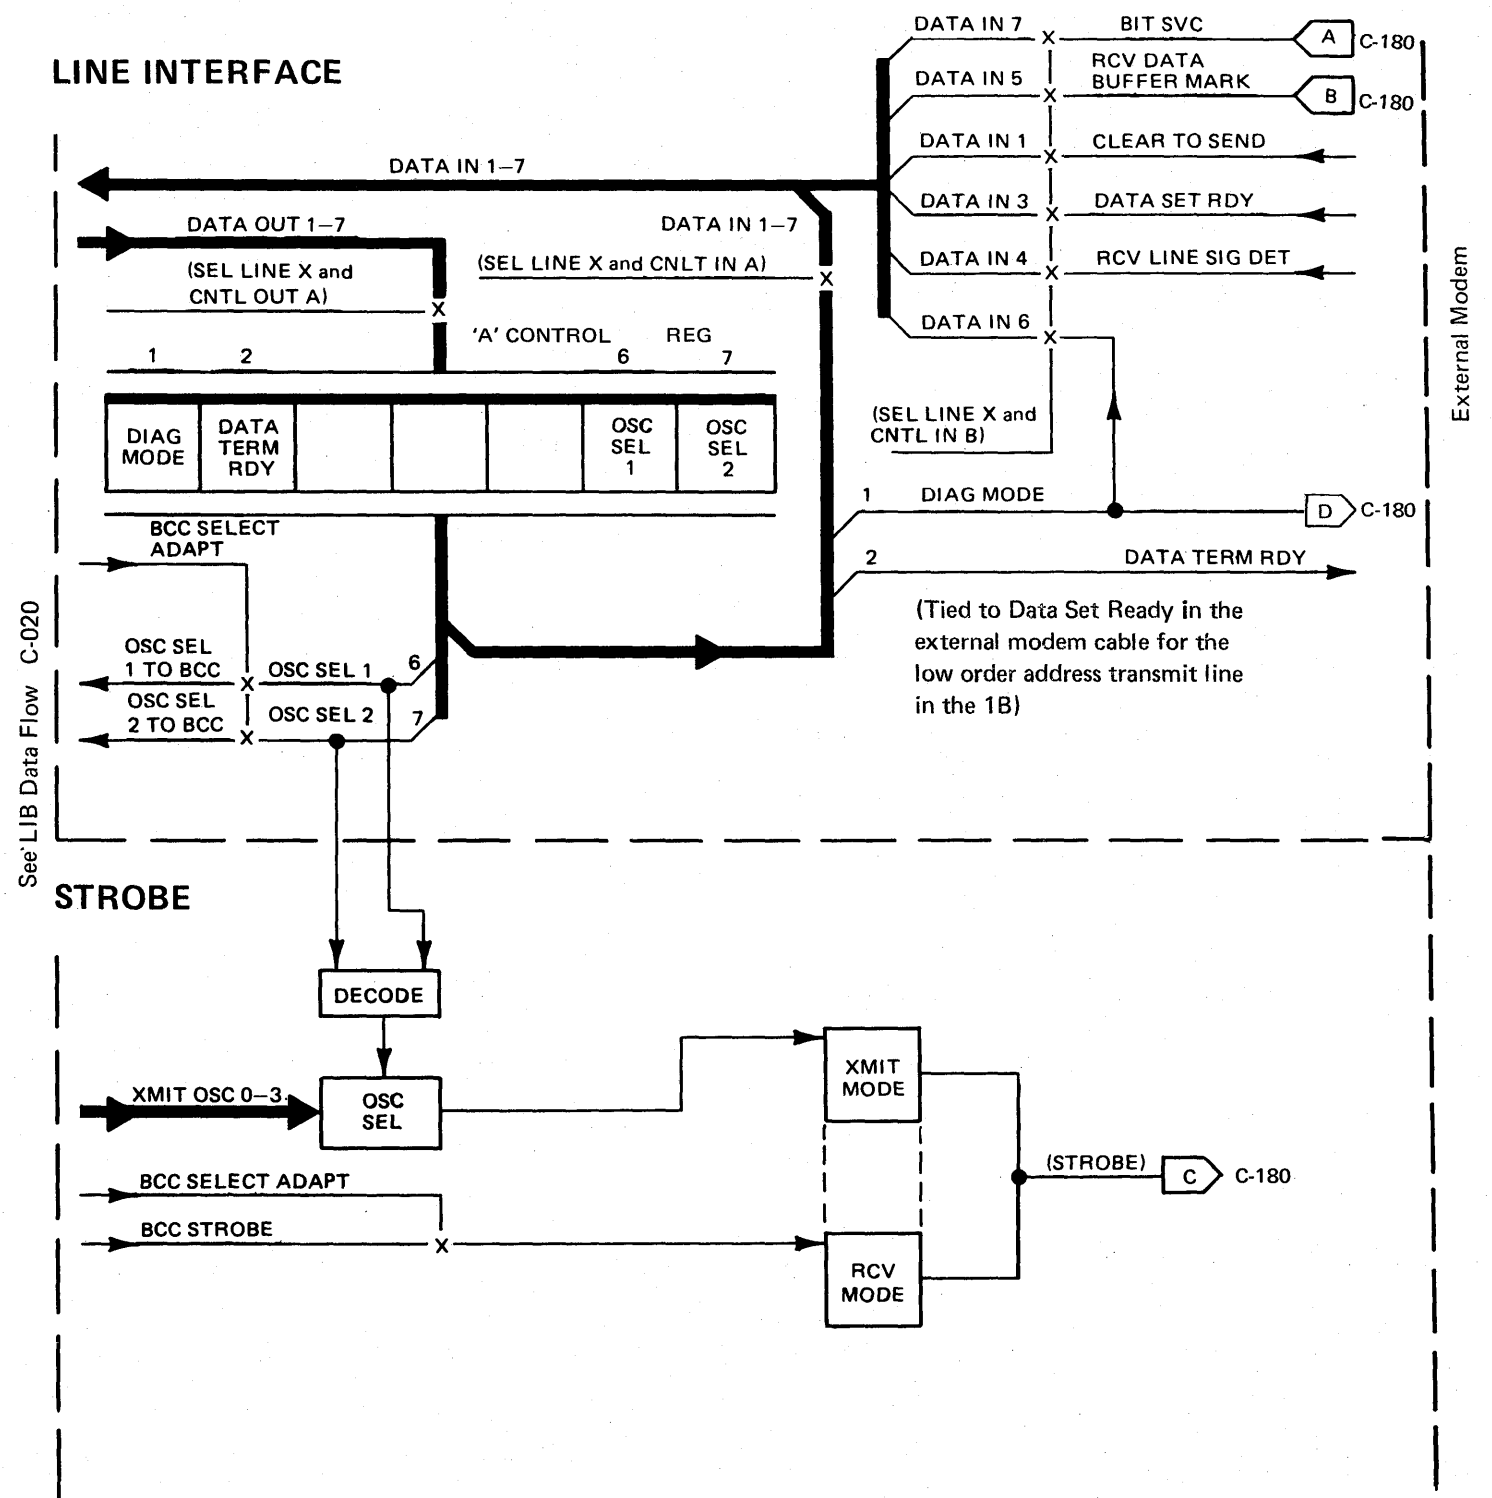 LINE INTERFACE
DATA IN 7
BIT SVC
A
C-180
DATA IN 5
RCV DATA
BUFFER MARK
B
C-180
DATA IN 1
CLEAR TO SEND
DATA IN 3
DATA SET RDY
DATA IN 4
RCV LINE SIG DET
DATA IN 6
(SEL LINE X and
CNTL IN B)
DATA IN 1–7
DATA OUT 1–7
(SEL LINE X and
CNTL OUT A)
DATA IN 1–7
(SEL LINE X and CNLT IN A)
X
X
X
X
X
X
X
X
'A' CONTROL REG
1 2 6 7
DIAG
MODE
DATA
TERM
RDY
OSC
SEL
1
OSC
SEL
2
1
DIAG MODE
D
C-180
2
DATA TERM RDY
(Tied to Data Set Ready in the
external modem cable for the
low order address transmit line
in the 1B)
External Modem
BCC SELECT
ADAPT
OSC SEL
1 TO BCC
X
OSC SEL 1
6
OSC SEL
2 TO BCC
X
OSC SEL 2
7
See LIB Data Flow C-020
STROBE
DECODE
XMIT OSC 0–3
OSC
SEL
XMIT
MODE
BCC SELECT ADAPT
BCC STROBE
X
RCV
MODE
(STROBE)
C
C-180